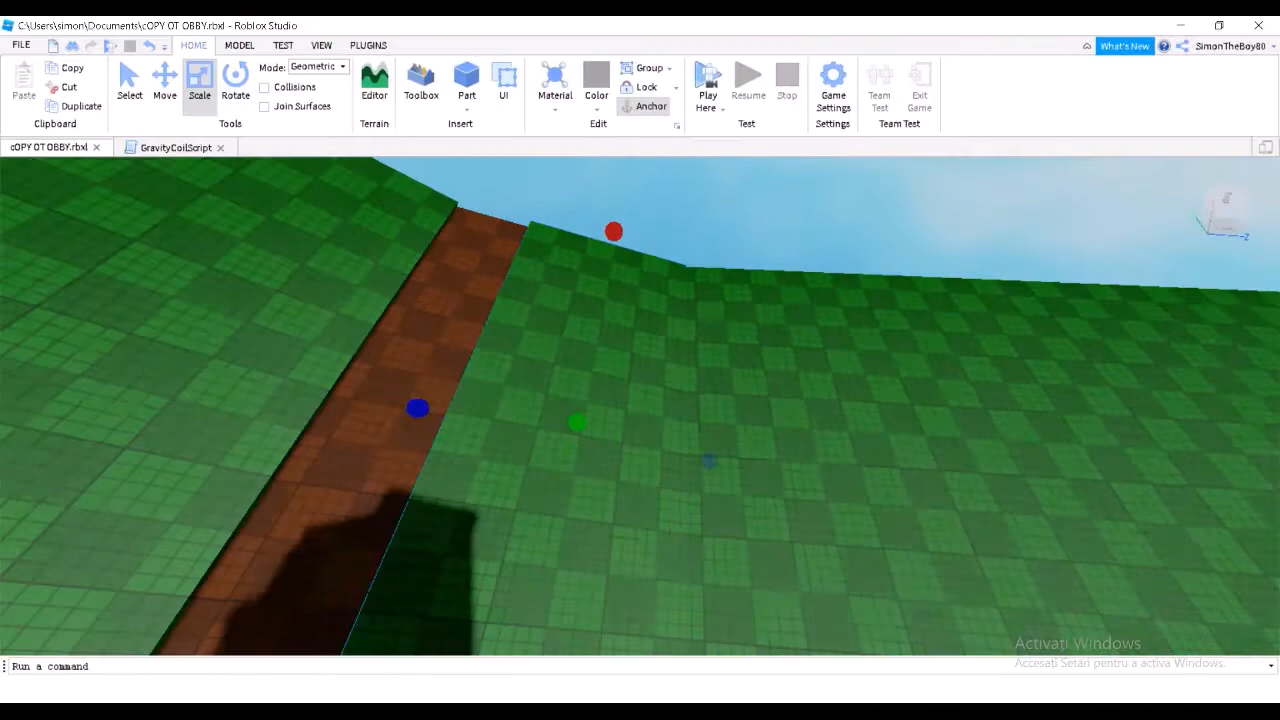 C:\Users\simon\Documents\cOPY OT OBBY.rbxl - Roblox Studio
FILE HOME MODEL TEST VIEW PLUGINS What's New SimonTheBoy80
Paste Copy Cut Duplicate Clipboard
Select Move Scale Rotate Mode: Geometric Collisions Join Surfaces Tools
Editor Terrain
Toolbox Part UI Insert
Material Color Group Lock Anchor Edit
Play Here Resume Stop Test
Game Settings Settings
Team Test Exit Game Team Test
cOPY OT OBBY.rbxl GravityCoilScript
-Z
Activați Windows
Accesați Setări pentru a activa Windows.
Run a command